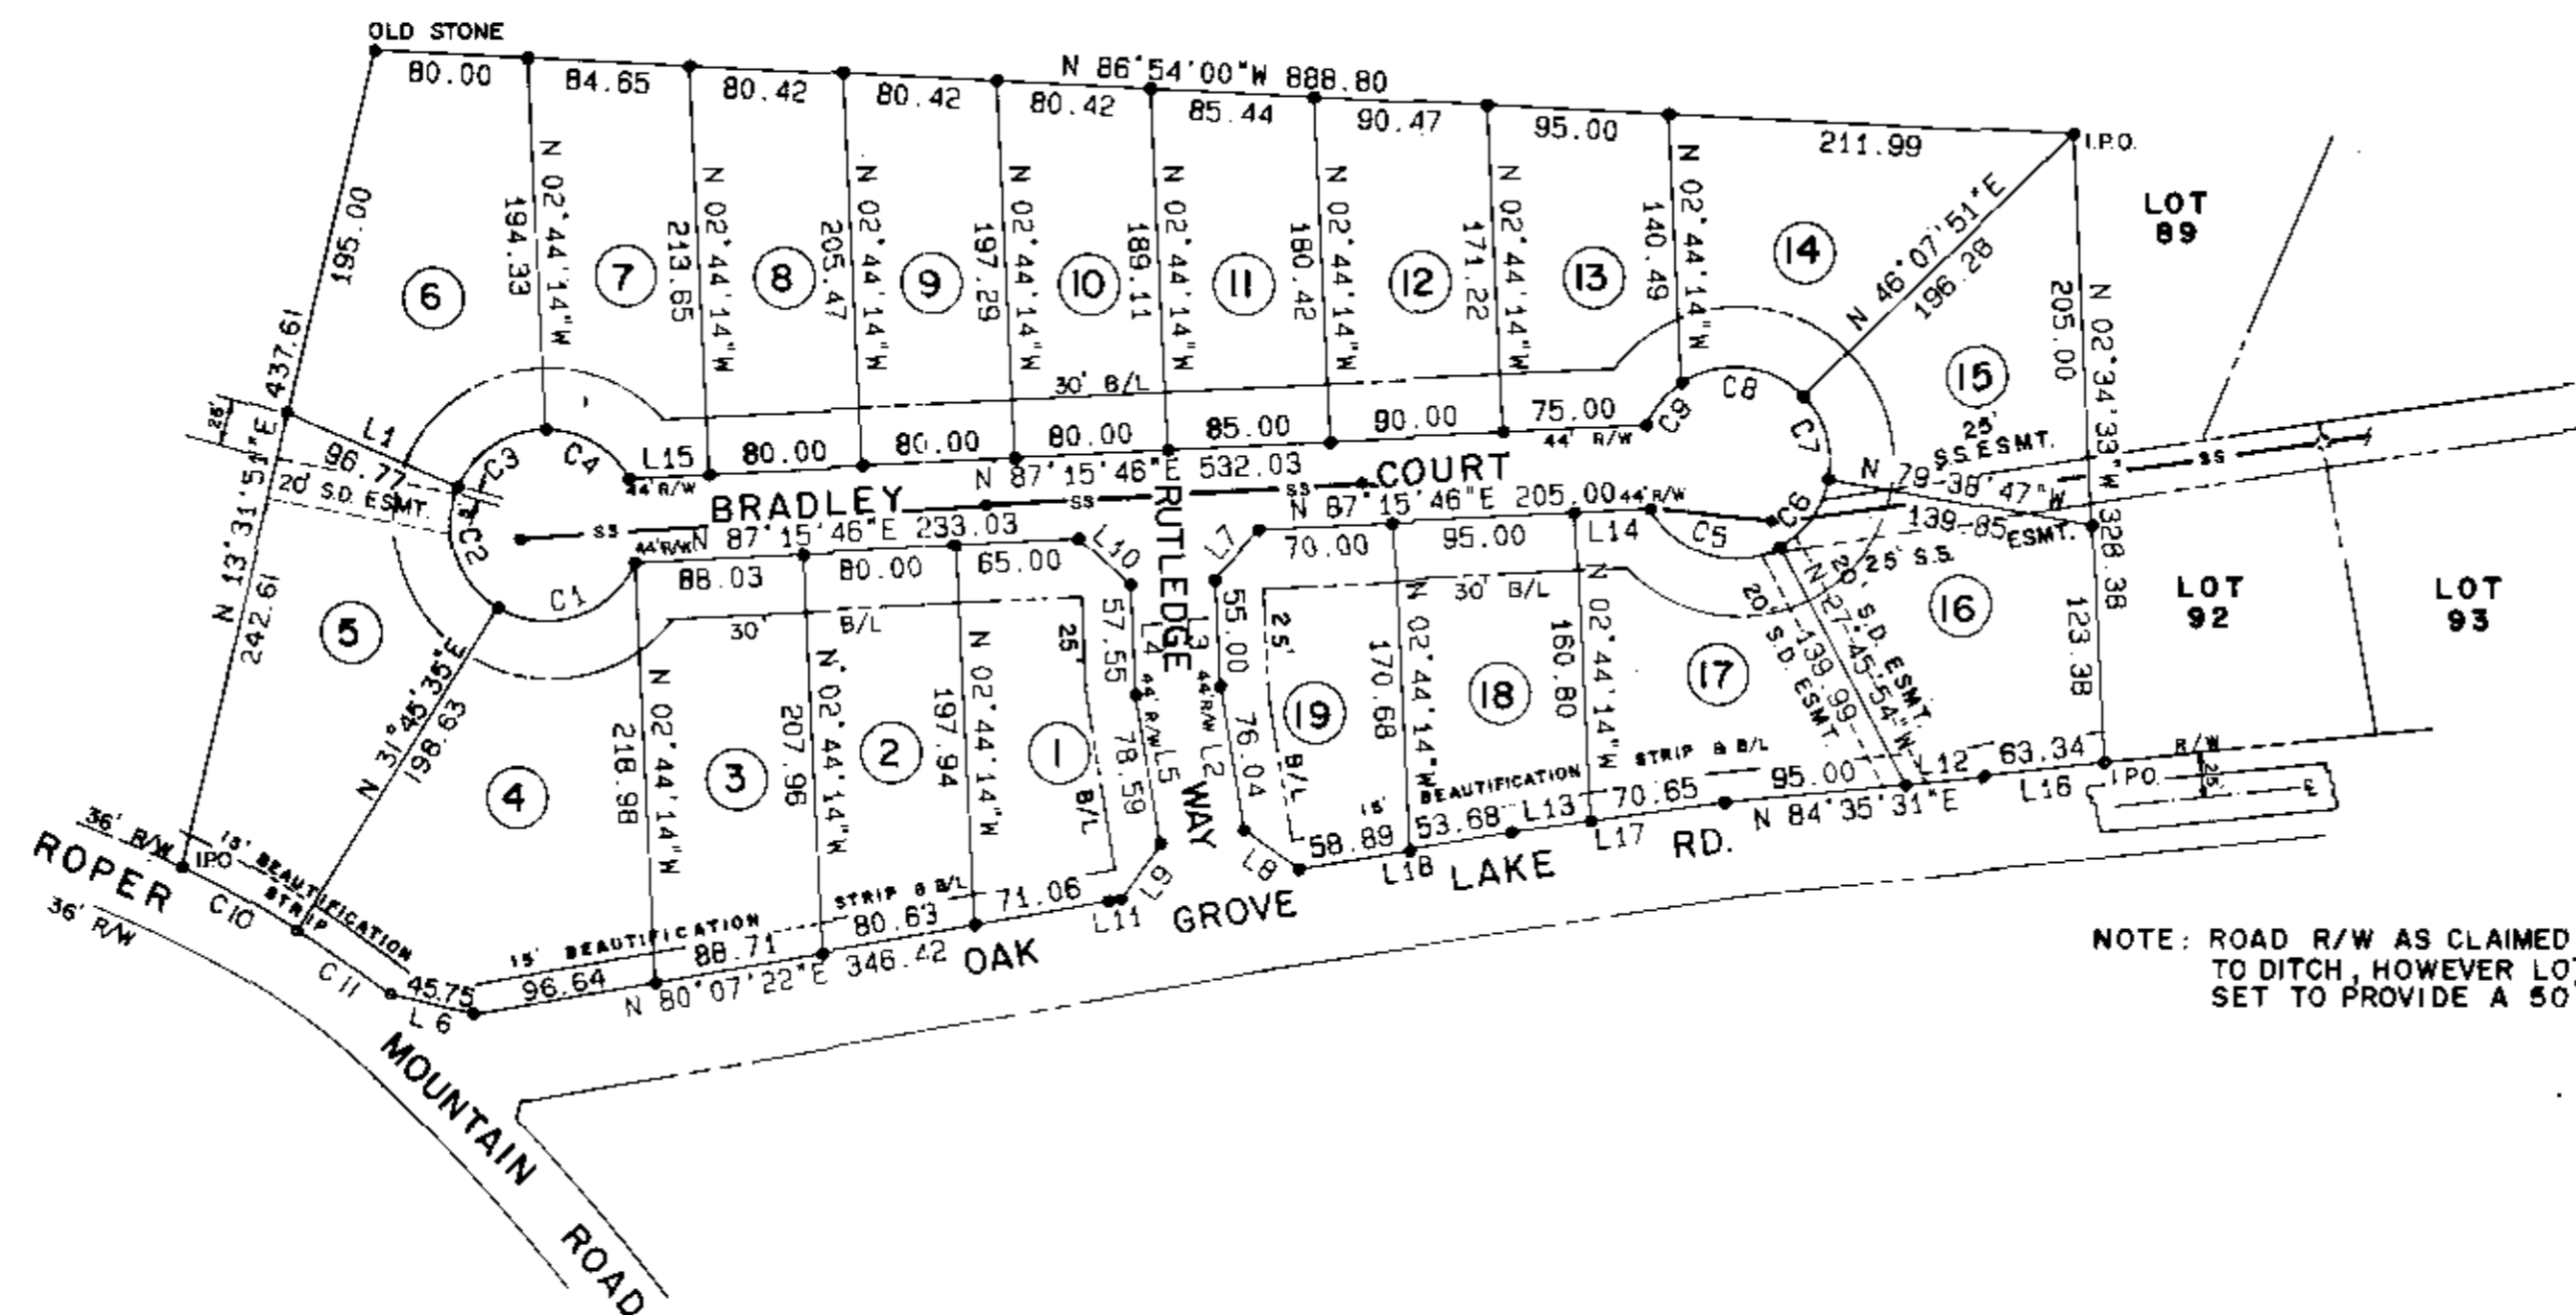 OLD STONE
N 86°54'00"W 888.80
80.00
84.65
80.42
80.42
80.42
85.44
90.47
95.00
211.99
I.P.O.
195.00
N 02°44'14"W
194.33
N 02°44'14"W
213.65
N 02°44'14"W
205.47
N 02°44'14"W
197.29
N 02°44'14"W
189.11
N 02°44'14"W
180.42
N 02°44'14"W
171.22
N 02°44'14"W
140.49
N 46°07'51"E
196.28
N 02°34'33"W 328.38
205.00
LOT
89
6
7
8
9
10
11
12
13
14
15
N 13°31'51"E 437.61
25'
L1
96.77
20' S.D. ESMT.
C3
C4
C2
C1
L15
44' R/W
80.00
80.00
80.00
85.00
90.00
75.00
44' R/W
30' B/L
N 87°15'46"E 532.03
C9
C8
C7
C6
C5
25'
S.S. ESMT.
SS
N 79-38'47"W
139-85
ESMT.
25' S.S.
BRADLEY
COURT
SS
SS
SS
N 87°15'46"E 233.03
44' R/W
88.03
80.00
65.00
L10
RUTLEDGE
WAY
L7
N 87°15'46"E 205.00
44' R/W
70.00
95.00
L14
30' B/L
30'
B/L
25
B/L
25'
B/L
57.55
L4
44' R/W
L5
78.59
L3
55.00
44' R/W
L2
76.04
242.61
5
N 31°45'35"E
198.63
N 02°44'14"W
218.98
N 02°44'14"W
207.96
N 02°44'14"W
197.94
N 02°44'14"W
170.68
N 02°44'14"W
160.80
20'
S.D. ESMT.
139.99
N-27-45'54"W
20' S.D. ESMT.
123.38
4
3
2
1
19
18
17
16
LOT
92
LOT
93
36' R/W
ROPER
36' R/W
I.P.O
15' BEAUTIFICATION
STRIP
C10
C11
45.75
L6
15' BEAUTIFICATION
STRIP & B/L
96.64
88.71
80.63
71.06
L11
L9
N 80°07'22"E 346.42
OAK
GROVE
LAKE
RD.
L8
58.89
15'
BEAUTIFICATION
STRIP & B/L
53.68
L13
70.65
95.00
L12
63.34
L18
L17
N 84°35'31"E
L16
I.P.O.
R/W
25'
MOUNTAIN
ROAD
NOTE: ROAD R/W AS CLAIMED
TO DITCH, HOWEVER
SET TO PROVIDE A 50'